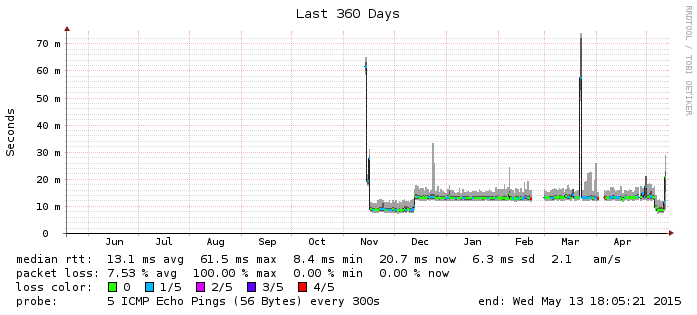 Last 360 Days
RRDTOOL / TOBI OETIKER
Seconds
70 m
60 m
50 m
40 m
30 m
20 m
10 m
0
Jun Jul Aug Sep Oct Nov Dec Jan Feb Mar Apr
median rtt: 13.1 ms avg 61.5 ms max 8.4 ms min 20.7 ms now 6.3 ms sd 2.1 am/s
packet loss: 7.53 % avg 100.00 % max 0.00 % min 0.00 % now
loss color: 0 1/5 2/5 3/5 4/5
probe: 5 ICMP Echo Pings (56 Bytes) every 300s end: Wed May 13 18:05:21 2015